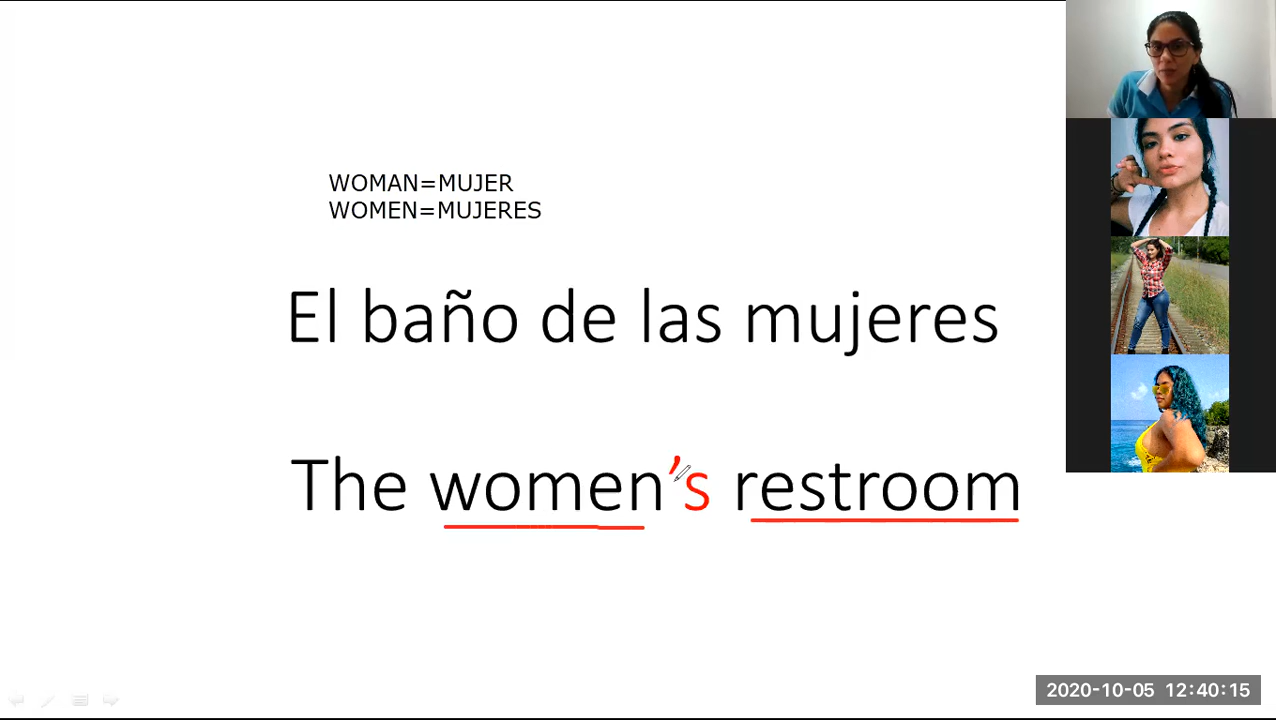 WOMAN=MUJER
WOMEN=MUJERES
El baño de las mujeres
The women’s restroom
2020-10-05 12:40:15